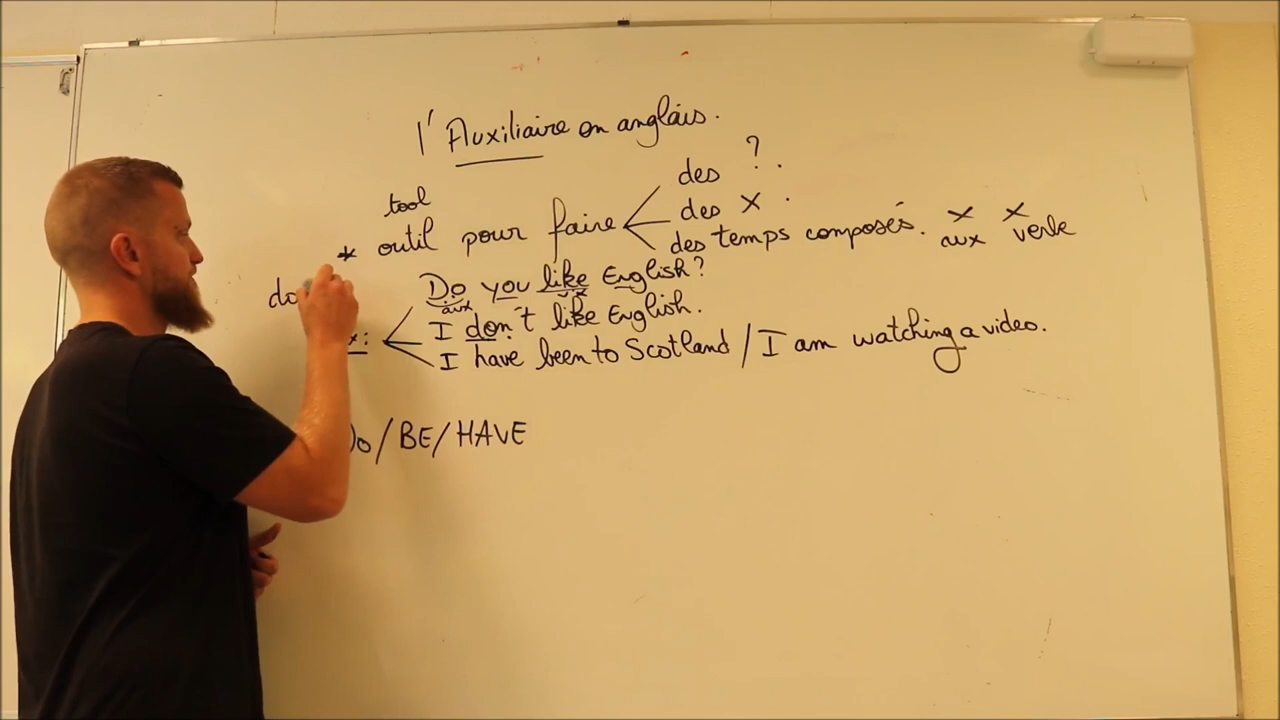 l'Auxiliaire en anglais.
tool
* outil pour faire
des ?.
des X.
des temps composés. X X
aux verbe
do
Do you like English?
aux
I don't like English.
I have been to Scotland / I am watching a video.
/ BE / HAVE